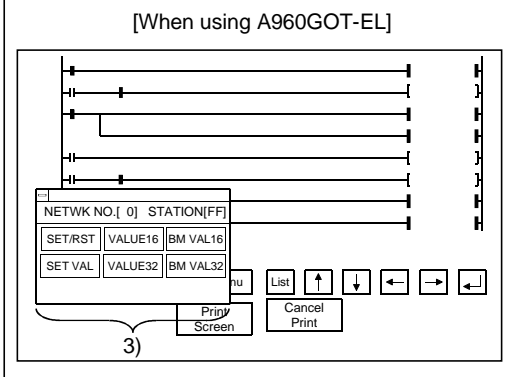 [When using A960GOT-EL]
NETWK NO.[ 0] STATION[FF]
SET/RST VALUE16 BM VAL16
SET VAL VALUE32 BM VAL32
nu List ↑ ↓ ← → ↵
Print Screen
Cancel Print
3)